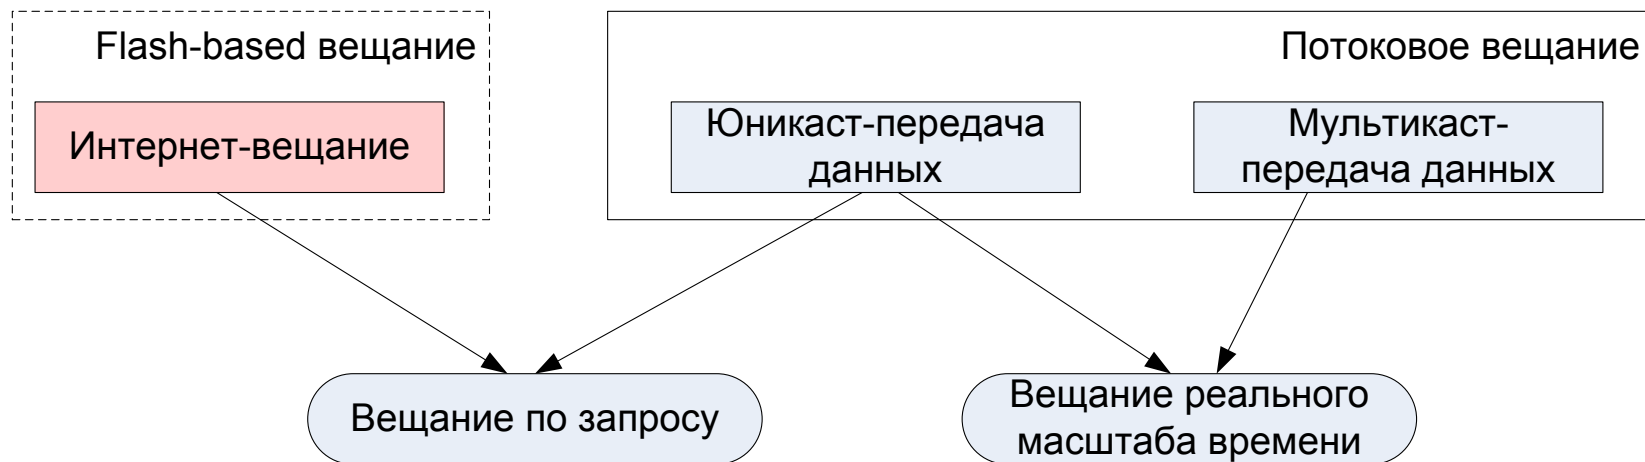 Flash-based вещание
Потоковое вещание
Интернет-вещание
Юникаст-передача
данных
Мультикаст-
передача данных
Вещание по запросу
Вещание реального
масштаба времени